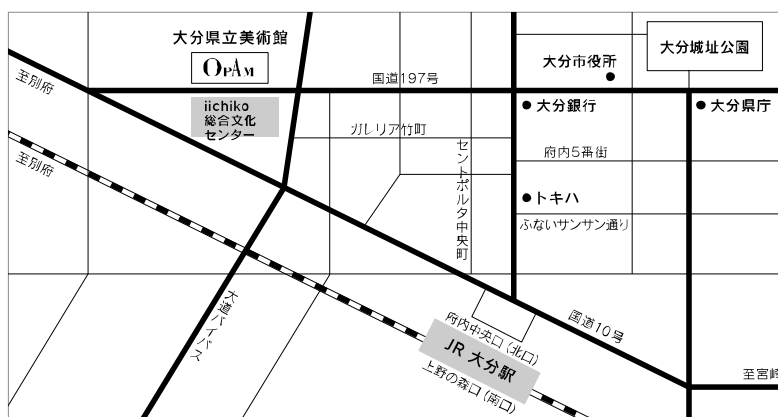 大分県立美術館
OPAM
至別府
国道197号
大分市役所
大分城址公園
iichiko
総合文化
センター
大分銀行
大分県庁
ガレリア竹町
セントポルタ中央町
府内5番街
至別府
トキハ
ふないサンサン通り
大道バイパス
府内中央口(北口)
国道10号
JR 大分駅
上野の森口(南口)
至宮崎